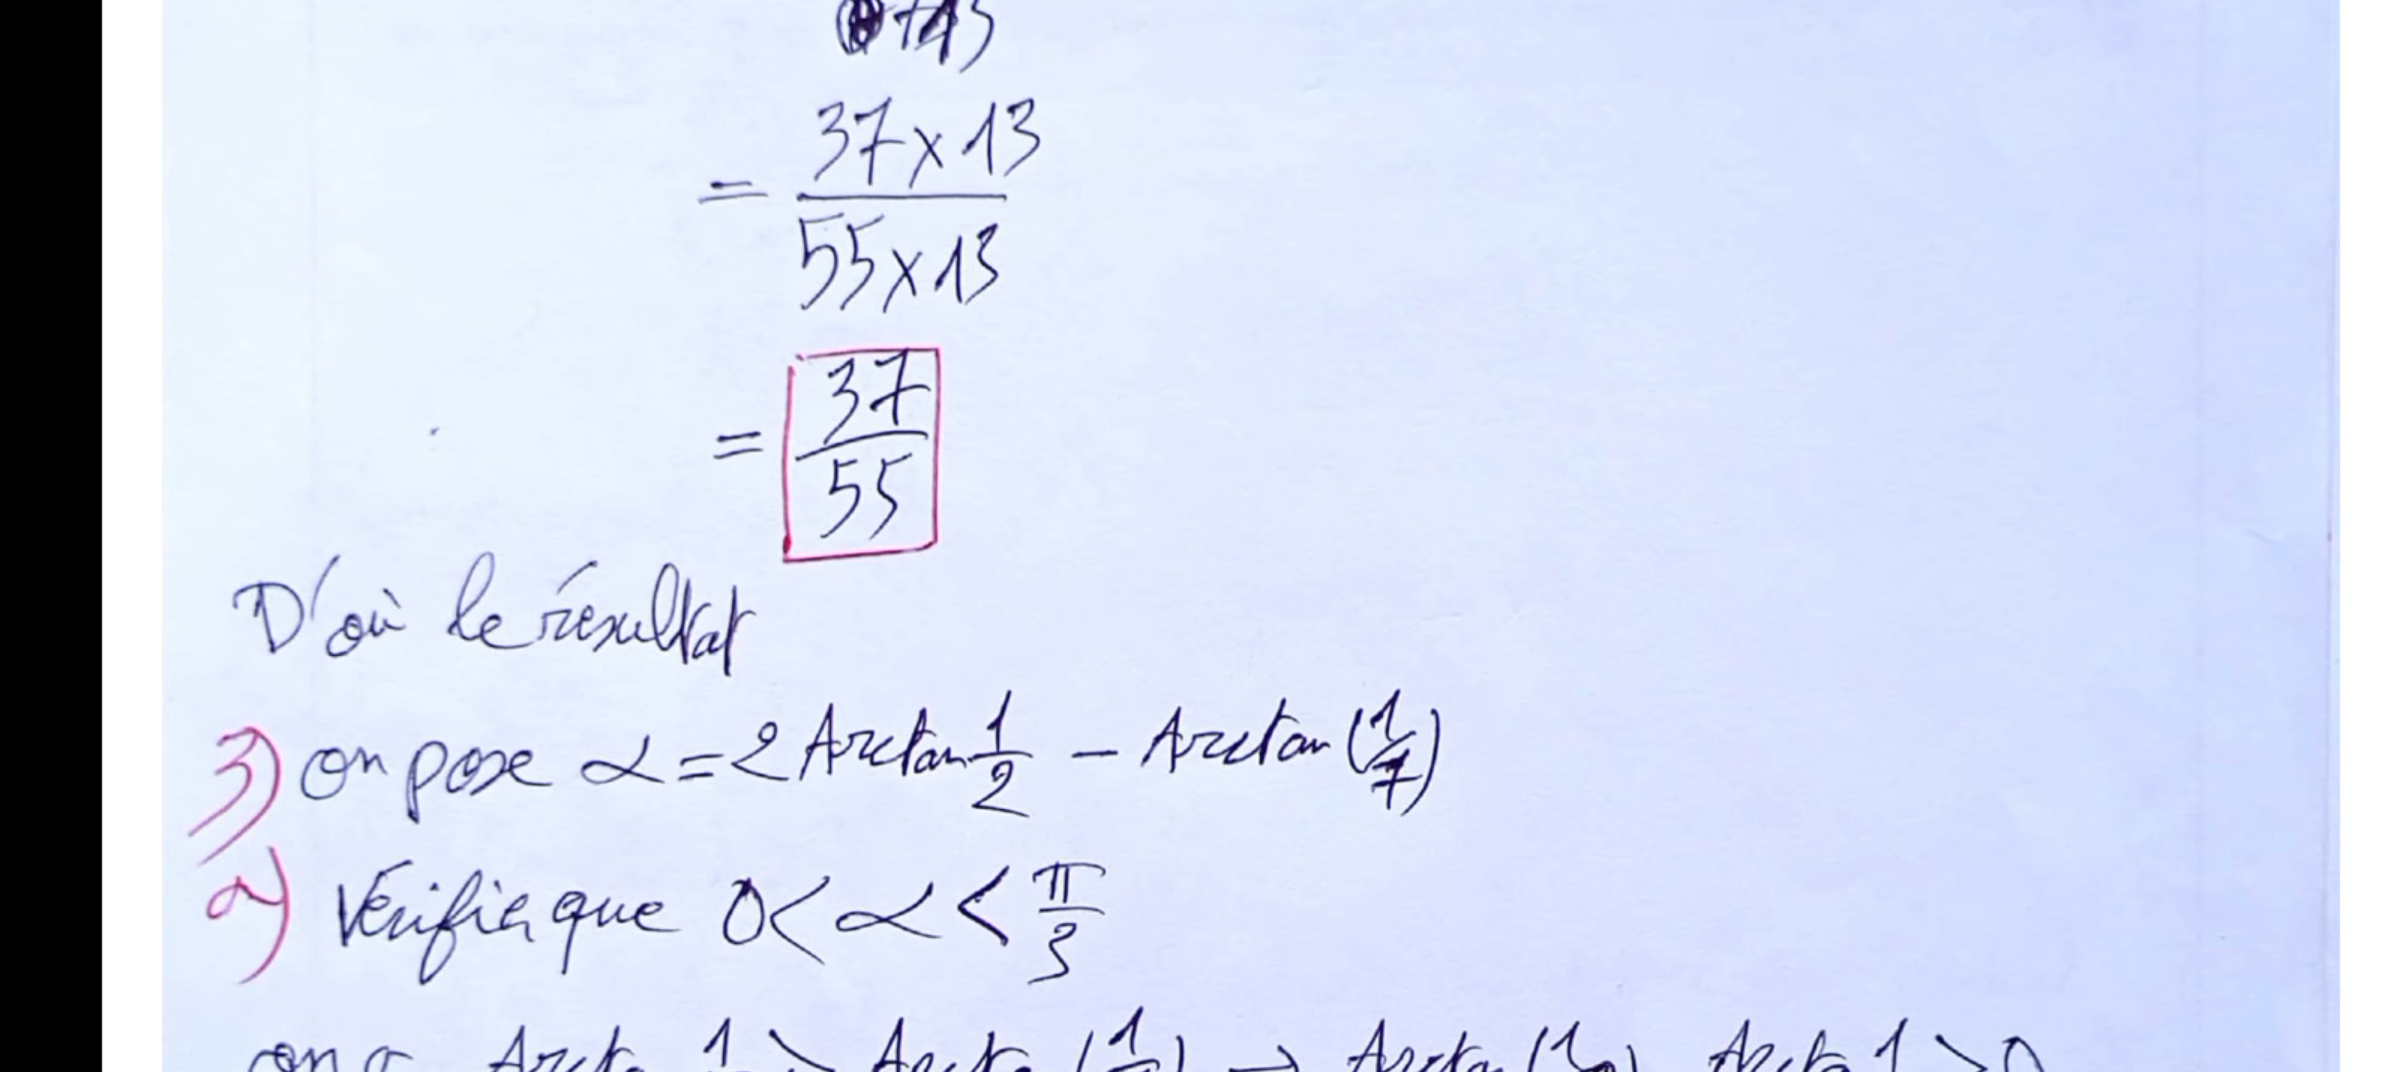 = 37×13 / 55×13
= 37/55
D'où le résultat
3) on pose α = 2 Arctan 1/2 - Arctan (1/7)
a) Vérifier que 0 < α < π/3